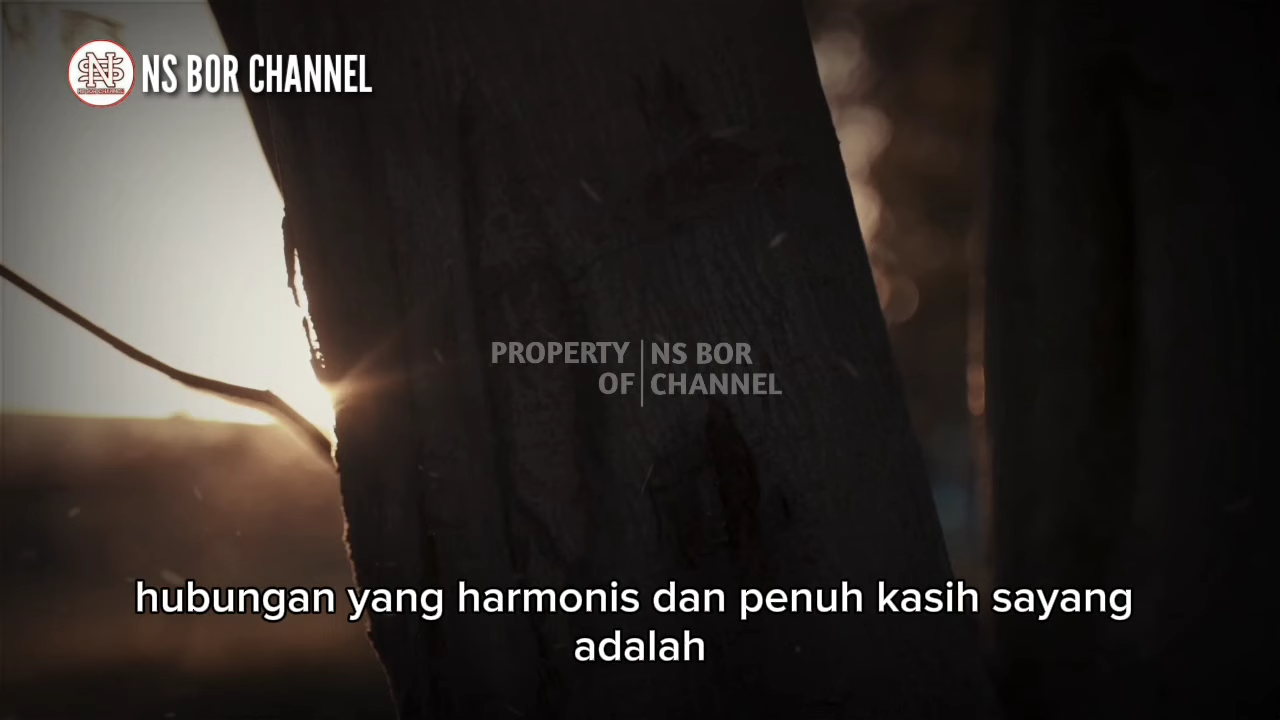 NS BOR CHANNEL
PROPERTY OF
NS BOR CHANNEL
hubungan yang harmonis dan penuh kasih sayang
adalah